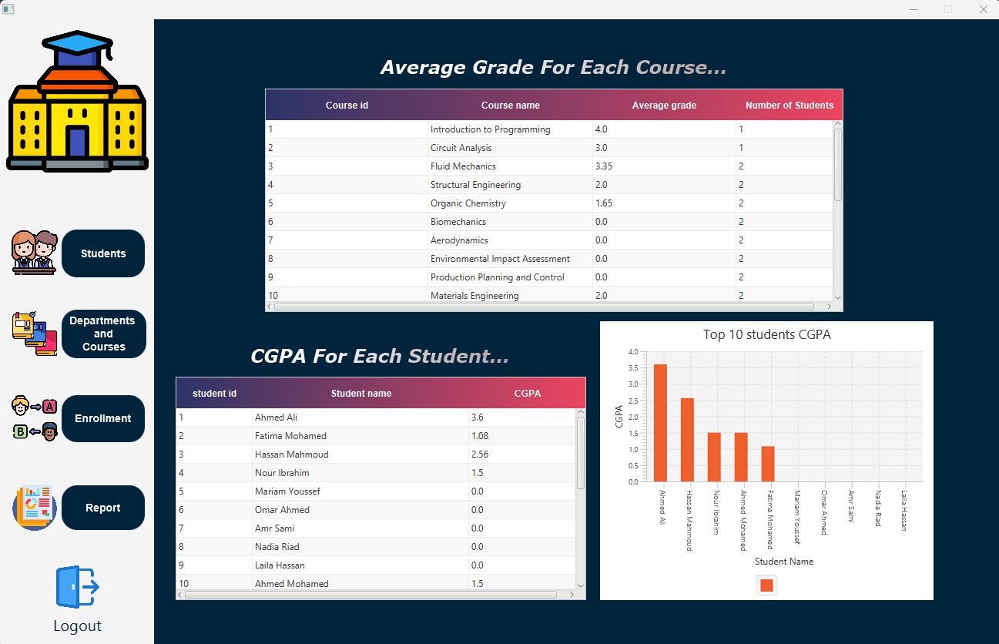 Average Grade For Each Course...
Course id Course name Average grade Number of Students
1 Introduction to Programming 4.0 1
2 Circuit Analysis 3.0 1
3 Fluid Mechanics 3.35 2
4 Structural Engineering 2.0 2
5 Organic Chemistry 1.65 2
6 Biomechanics 0.0 2
7 Aerodynamics 0.0 2
8 Environmental Impact Assessment 0.0 2
9 Production Planning and Control 0.0 2
10 Materials Engineering 2.0 2
Students
Departments
and
Courses
A
B
Enrollment
Report
Logout
CGPA For Each Student...
student id Student name CGPA
1 Ahmed Ali 3.6
2 Fatima Mohamed 1.08
3 Hassan Mahmoud 2.56
4 Nour Ibrahim 1.5
5 Mariam Youssef 0.0
6 Omar Ahmed 0.0
7 Amr Sami 0.0
8 Nadia Riad 0.0
9 Laila Hassan 0.0
10 Ahmed Mohamed 1.5
Top 10 students CGPA
CGPA
4.0
3.5
3.0
2.5
2.0
1.5
1.0
0.5
0.0
Ahmed Ali
Hassan Mahmoud
Nour Ibrahim
Ahmed Mohamed
Fatima Mohamed
Mariam Youssef
Omar Ahmed
Amr Sami
Nadia Riad
Laila Hassan
Student Name